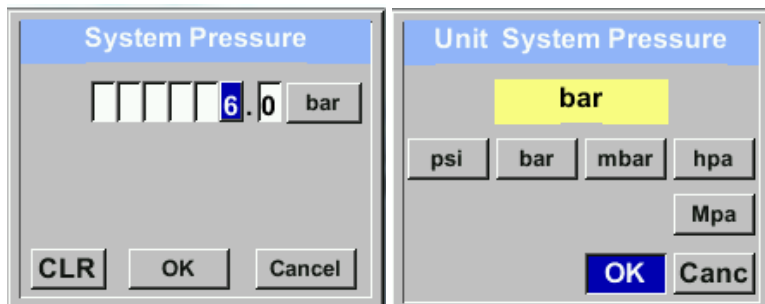 System Pressure
6.0 bar
CLR OK Cancel
Unit System Pressure
bar
psi bar mbar hpa
Mpa
OK Canc